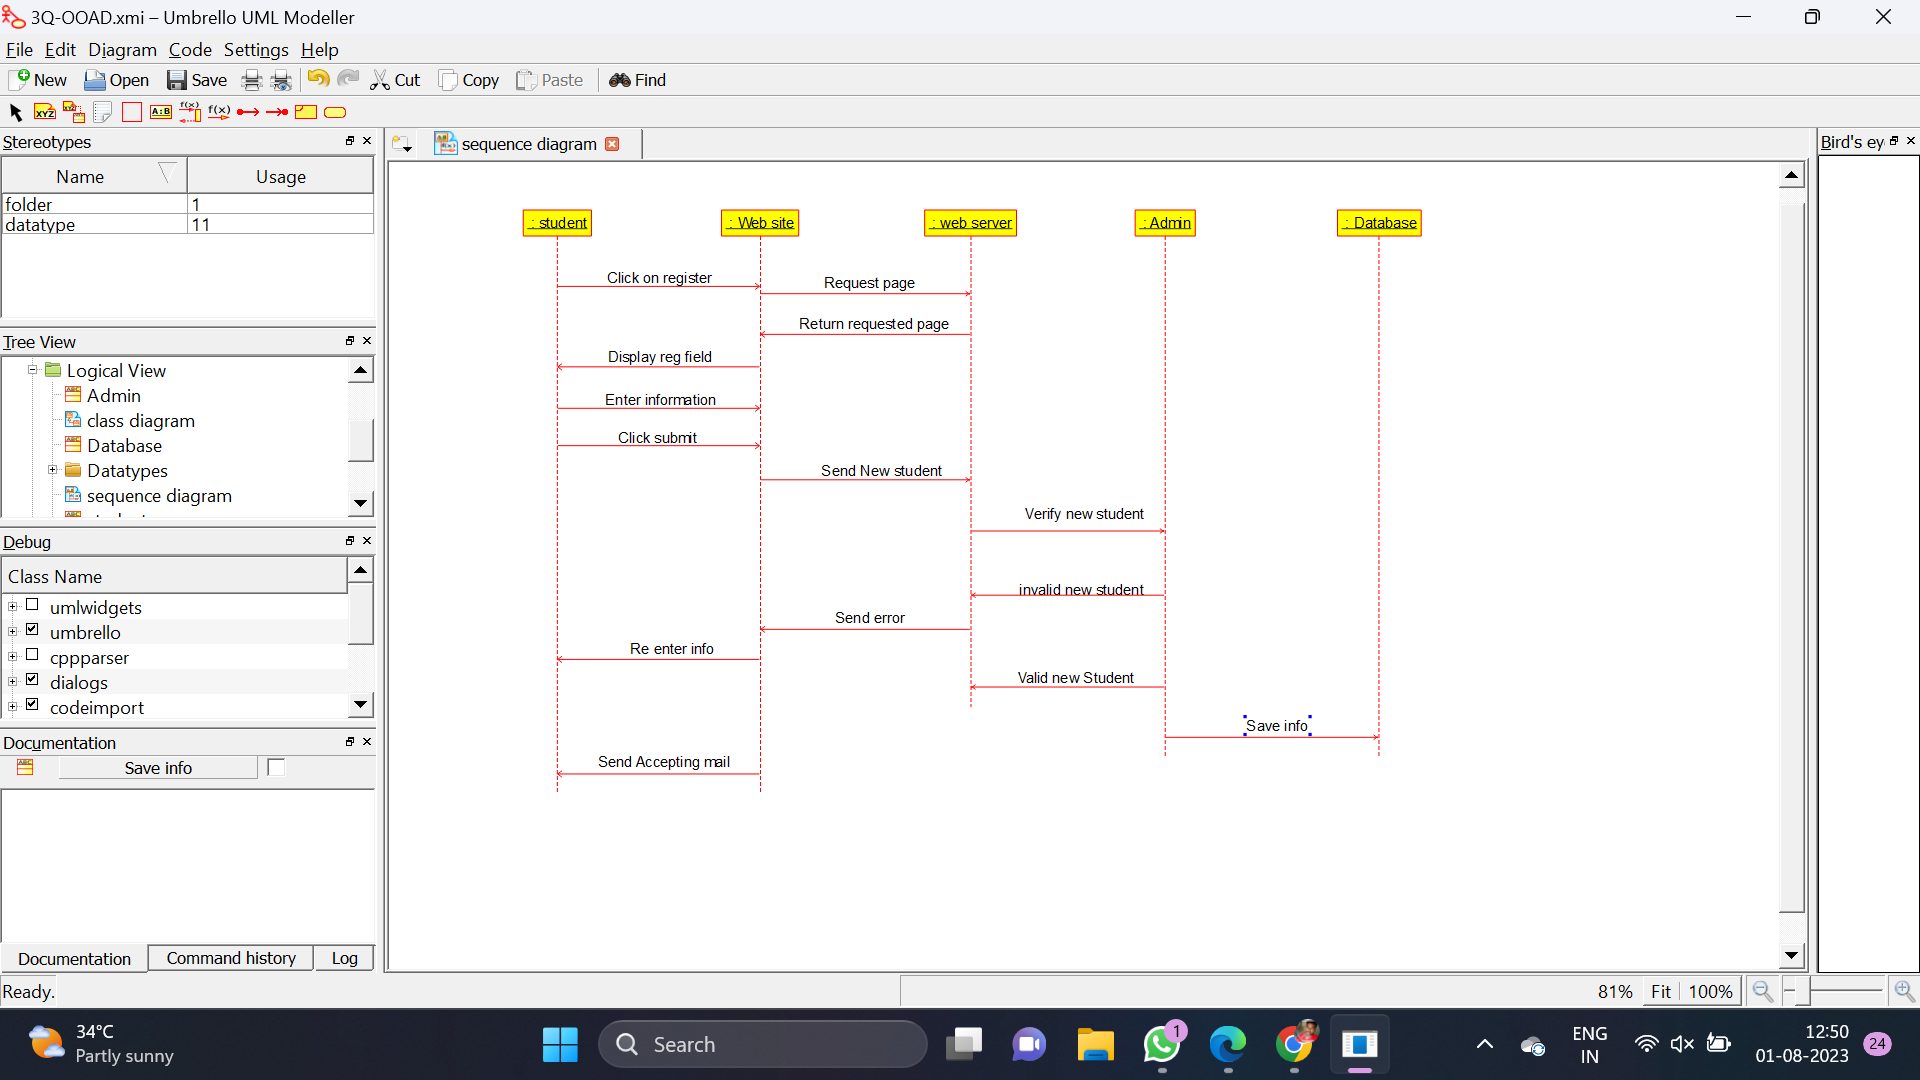 3Q-OOAD.xmi – Umbrello UML Modeller
File Edit Diagram Code Settings Help
New Open Save Cut Copy Paste Find
XYZ XYZ A:B f(x) f(x)
Stereotypes
Name Usage
folder 1
datatype 11
Tree View
Logical View
Admin
class diagram
Database
Datatypes
sequence diagram
Debug
Class Name
umlwidgets
umbrello
cppparser
dialogs
codeimport
Documentation
Save info
Documentation Command history Log
sequence diagram
: student : Web site : web server : Admin : Database
Click on register
Request page
Return requested page
Display reg field
Enter information
Click submit
Send New student
Verify new student
invalid new student
Send error
Re enter info
Valid new Student
Save info
Send Accepting mail
Bird's ey
Ready.
81% Fit 100%
34°C
Partly sunny
Search
1
ENG
IN
12:50
01-08-2023
24